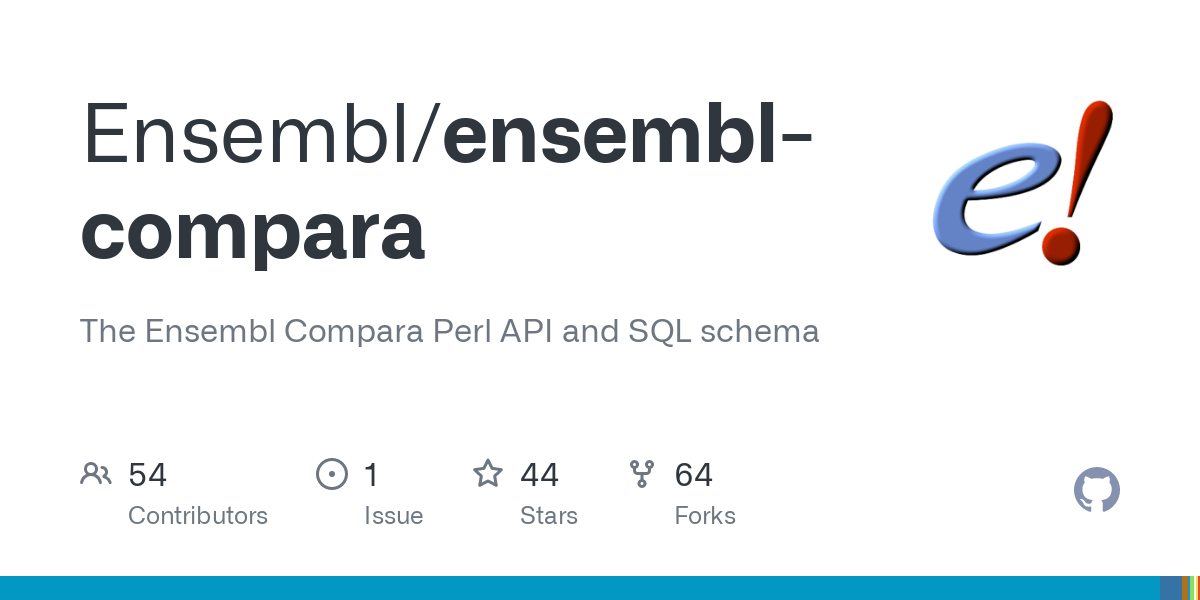 Ensembl/ensembl-
compara
The Ensembl Compara Perl API and SQL schema
54 1 44 64
Contributors Issue Stars Forks
e!